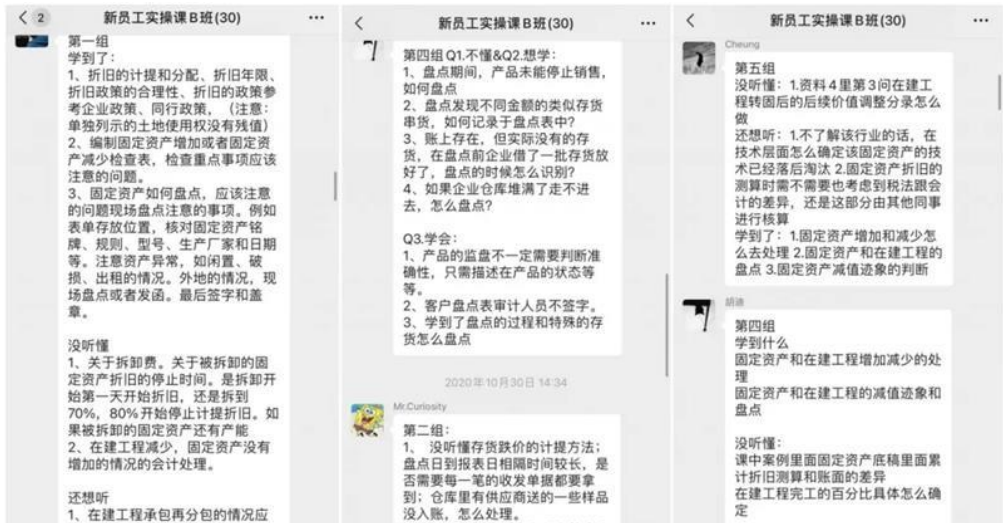 2
新员工实操课B班(30)
第一组
学到了：
1、折旧的计提和分配、折旧年限、
折旧政策的合理性、折旧的政策参
考企业政策、同行政策，（注意：
单独列示的土地使用权没有残值）
2、编制固定资产增加或者固定资
产减少检查表，检查重点事项应该
注意的问题。
3、固定资产如何盘点，应该注意
的问题现场盘点注意的事项。例如
表单存放位置，核对固定资产铭
牌、规则、型号、生产厂家和日期
等。注意资产异常，如闲置、破
损、出租的情况。外地的情况，现
场盘点或者发函。最后签字和盖
章。
没听懂
1、关于拆卸费。关于被拆卸的固
定资产折旧的停止时间。是拆卸开
始第一天开始折旧，还是拆到
70%，80%开始停止计提折旧。如
果被拆卸的固定资产还有产能
2、在建工程减少，固定资产没有
增加的情况的会计处理。
还想听
1、在建工程承包再分包的情况应
新员工实操课B班(30)
第四组 Q1.不懂&Q2.想学：
1、盘点期间，产品未能停止销售，
如何盘点
2、盘点发现不同金额的类似存货
串货，如何记录于盘点表中？
3、账上存在，但实际没有的存
货，在盘点前企业借了一批存货放
好了，盘点的时候怎么识别？
4、如果企业仓库堆满了走不进
去，怎么盘点？
Q3.学会：
1、产品的监盘不一定需要判断准
确性，只需描述在产品的状态等
等。
2、客户盘点表审计人员不签字。
3、学到了盘点的过程和特殊的存
货怎么盘点
2020年10月30日 14:34
Mr.Curiosity
第二组：
1、 没听懂存货跌价的计提方法；
盘点日到报表日相隔时间较长，是
否需要每一笔的收发单据都要拿
到；仓库里有供应商送的一些样品
没入账，怎么处理。
新员工实操课B班(30)
Cheung
第五组
没听懂：1.资料4里第3问在建工
程转固后的后续价值调整分录怎么
做
还想听：1.不了解该行业的话，在
技术层面怎么确定该固定资产的技
术已经落后淘汰 2.固定资产折旧的
测算时需不需要也考虑到税法跟会
计的差异，还是这部分由其他同事
进行核算
学到了：1.固定资产增加和减少怎
么去处理 2.固定资产和在建工程的
盘点 3.固定资产减值迹象的判断
胡迪
第四组
学到什么
固定资产和在建工程增加减少的处
理
固定资产和在建工程的减值迹象和
盘点
没听懂：
课中案例里面固定资产底稿里面累
计折旧测算和账面的差异
在建工程完工的百分比具体怎么确
定